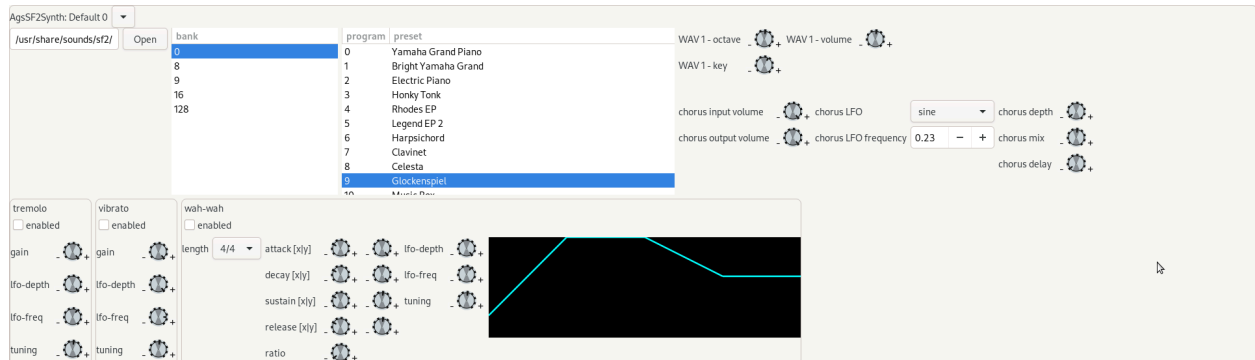 AgsSF2Synth: Default 0
/usr/share/sounds/sf2/ Open
bank
0
8
9
16
128
program preset
0 Yamaha Grand Piano
1 Bright Yamaha Grand
2 Electric Piano
3 Honky Tonk
4 Rhodes EP
5 Legend EP 2
6 Harpsichord
7 Clavinet
8 Celesta
9 Glockenspiel
10 Music Box
WAV 1 - octave - + WAV 1 - volume - +
WAV 1 - key - +
chorus input volume - + chorus LFO sine chorus depth - +
chorus output volume - + chorus LFO frequency 0.23 - + chorus mix - +
chorus delay - +
tremolo
enabled
gain - +
lfo-depth - +
lfo-freq - +
tuning - +
vibrato
enabled
gain - +
lfo-depth - +
lfo-freq - +
tuning - +
wah-wah
enabled
length 4/4 attack [x|y] - + - + lfo-depth - +
decay [x|y] - + - + lfo-freq - +
sustain [x|y] - + - + tuning - +
release [x|y] - + - +
ratio - +